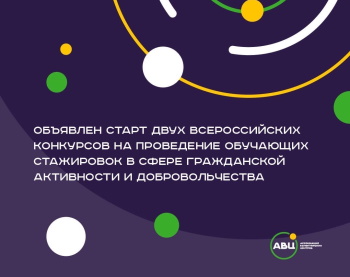 ОБЪЯВЛЕН СТАРТ ДВУХ ВСЕРОССИЙСКИХ
КОНКУРСОВ НА ПРОВЕДЕНИЕ ОБУЧАЮЩИХ
СТАЖИРОВОК В СФЕРЕ ГРАЖДАНСКОЙ
АКТИВНОСТИ И ДОБРОВОЛЬЧЕСТВА
АВЦ